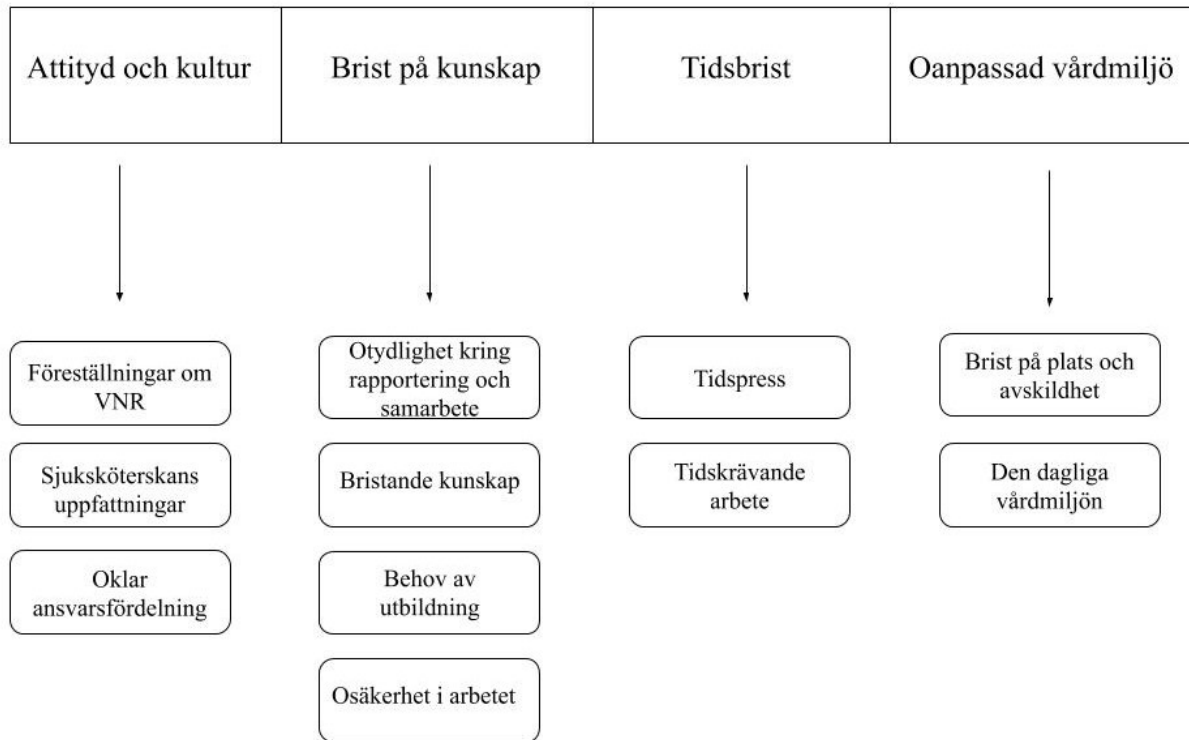 Attityd och kultur
Brist på kunskap
Tidsbrist
Oanpassad vårdmiljö
Föreställningar om
VNR
Sjuksköterskans
uppfattningar
Oklar
ansvarsfördelning
Otydlighet kring
rapportering och
samarbete
Bristande kunskap
Behov av
utbildning
Osäkerhet i arbetet
Tidspress
Tidskrävande
arbete
Brist på plats och
avskildhet
Den dagliga
vårdmiljön